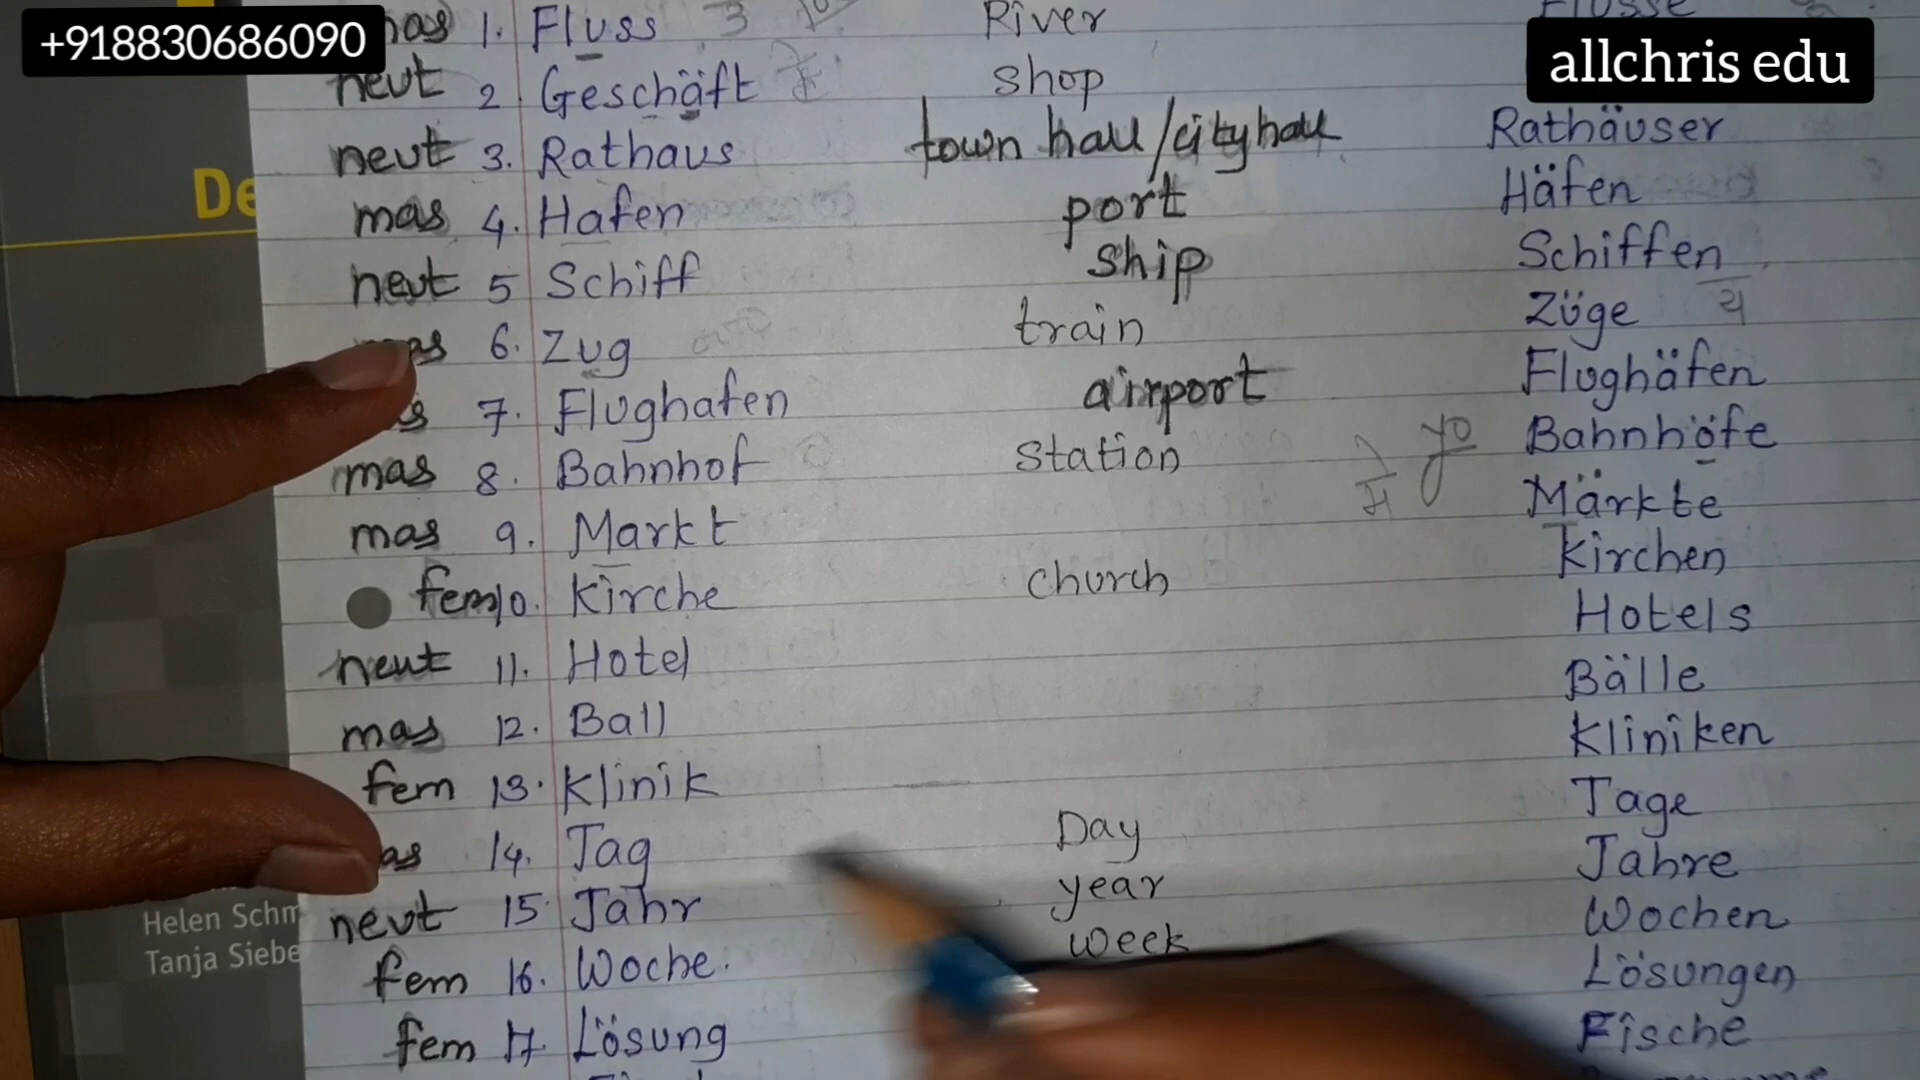 +918830686090
allchris edu
mas 1. Fluss River Flüsse
neut 2 Geschäft shop
neut 3. Rathaus town hall/city hall Rathäuser
mas 4. Hafen port Häfen
neut 5 Schiff ship Schiffen
mas 6. Zug train Züge
7. Flughafen airport Flughäfen
mas 8. Bahnhof station Bahnhöfe
mas 9. Markt Märkte
fem 10. Kirche church Kirchen
neut 11. Hotel Hotels
mas 12. Ball Bälle
fem 13. Klinik Kliniken
14. Tag Day Tage
neut 15. Jahr year Jahre
fem 16. Woche. week Wochen
fem 17. Lösung Lösungen
Fische
De
Helen Schm
Tanja Siebe